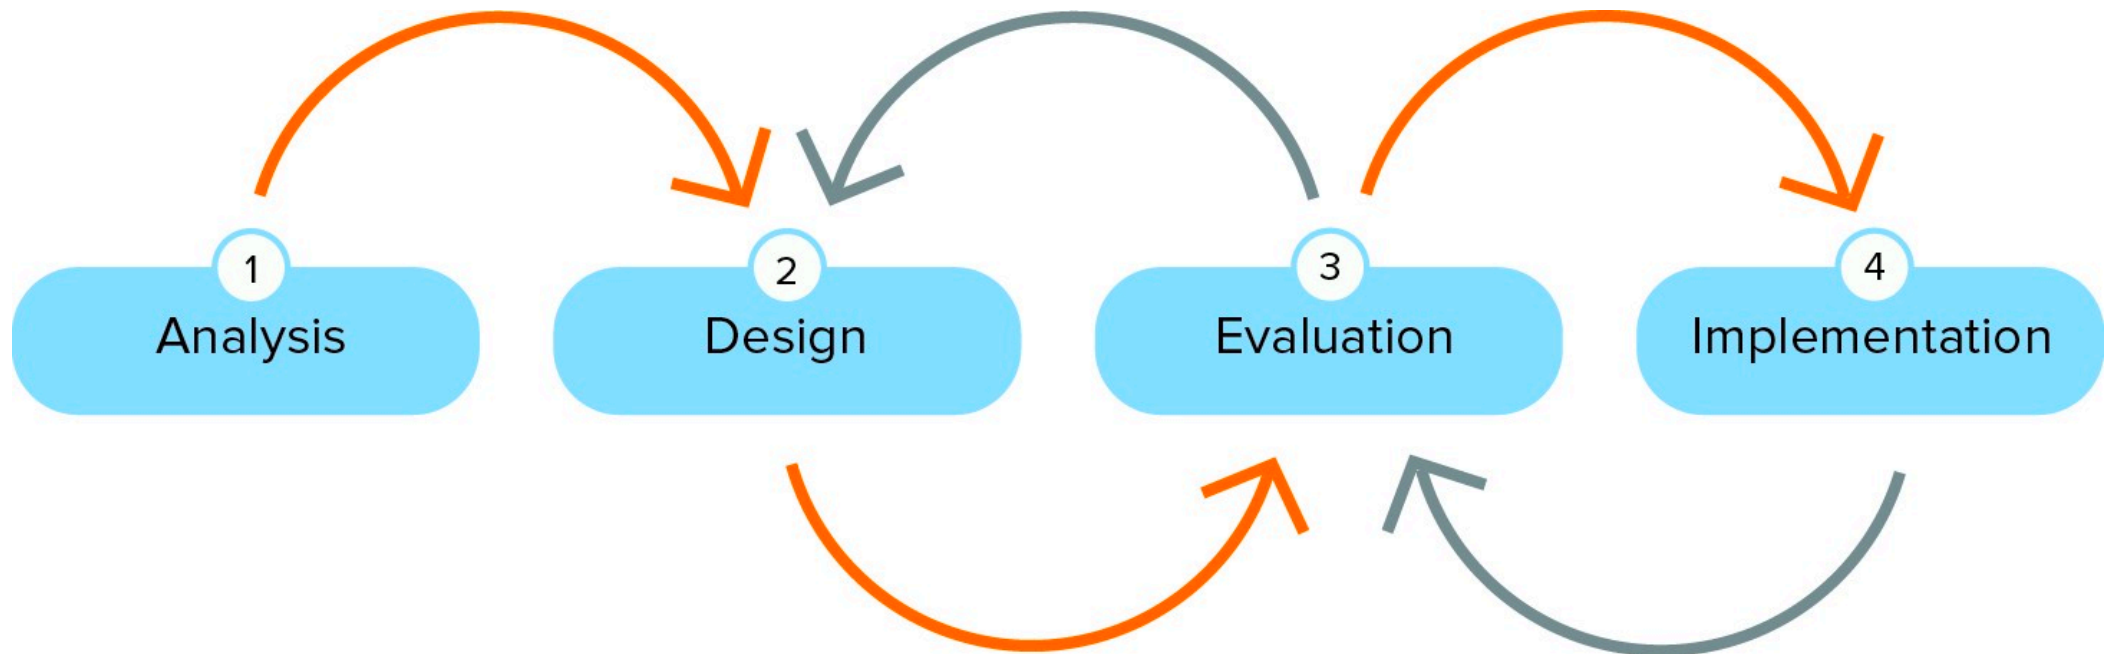 1
Analysis
2
Design
3
Evaluation
4
Implementation